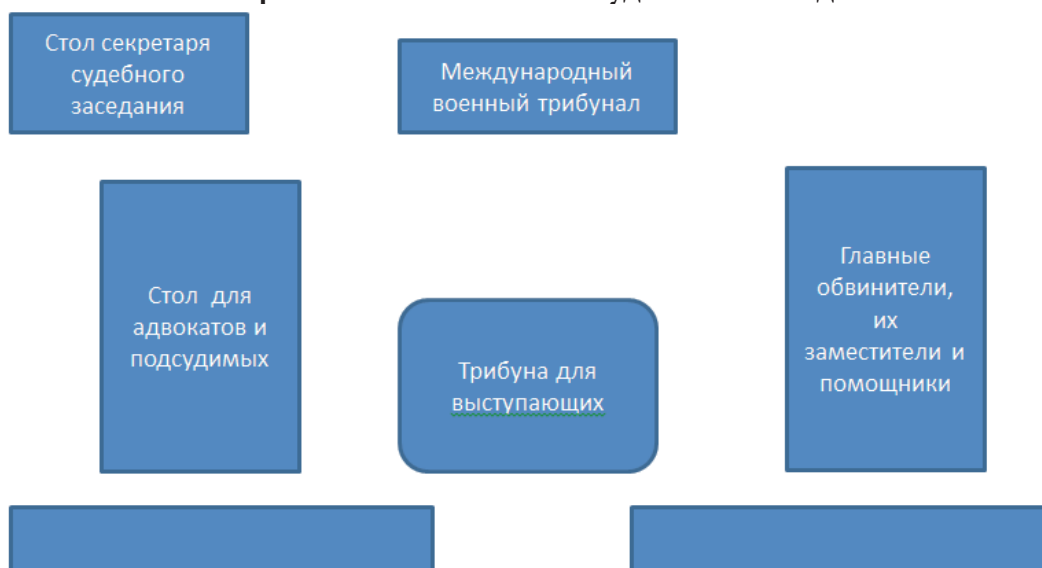 Стол секретаря
судебного
заседания
Международный
военный трибунал
Стол для
адвокатов и
подсудимых
Трибуна для
выступающих
Главные
обвинители,
их
заместители и
помощники